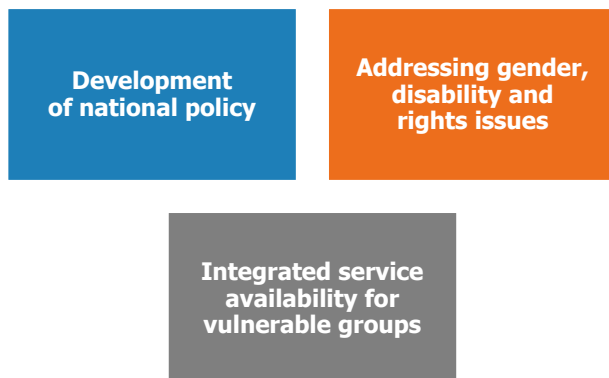 Development
of national policy
Addressing gender,
disability and
rights issues
Integrated service
availability for
vulnerable groups